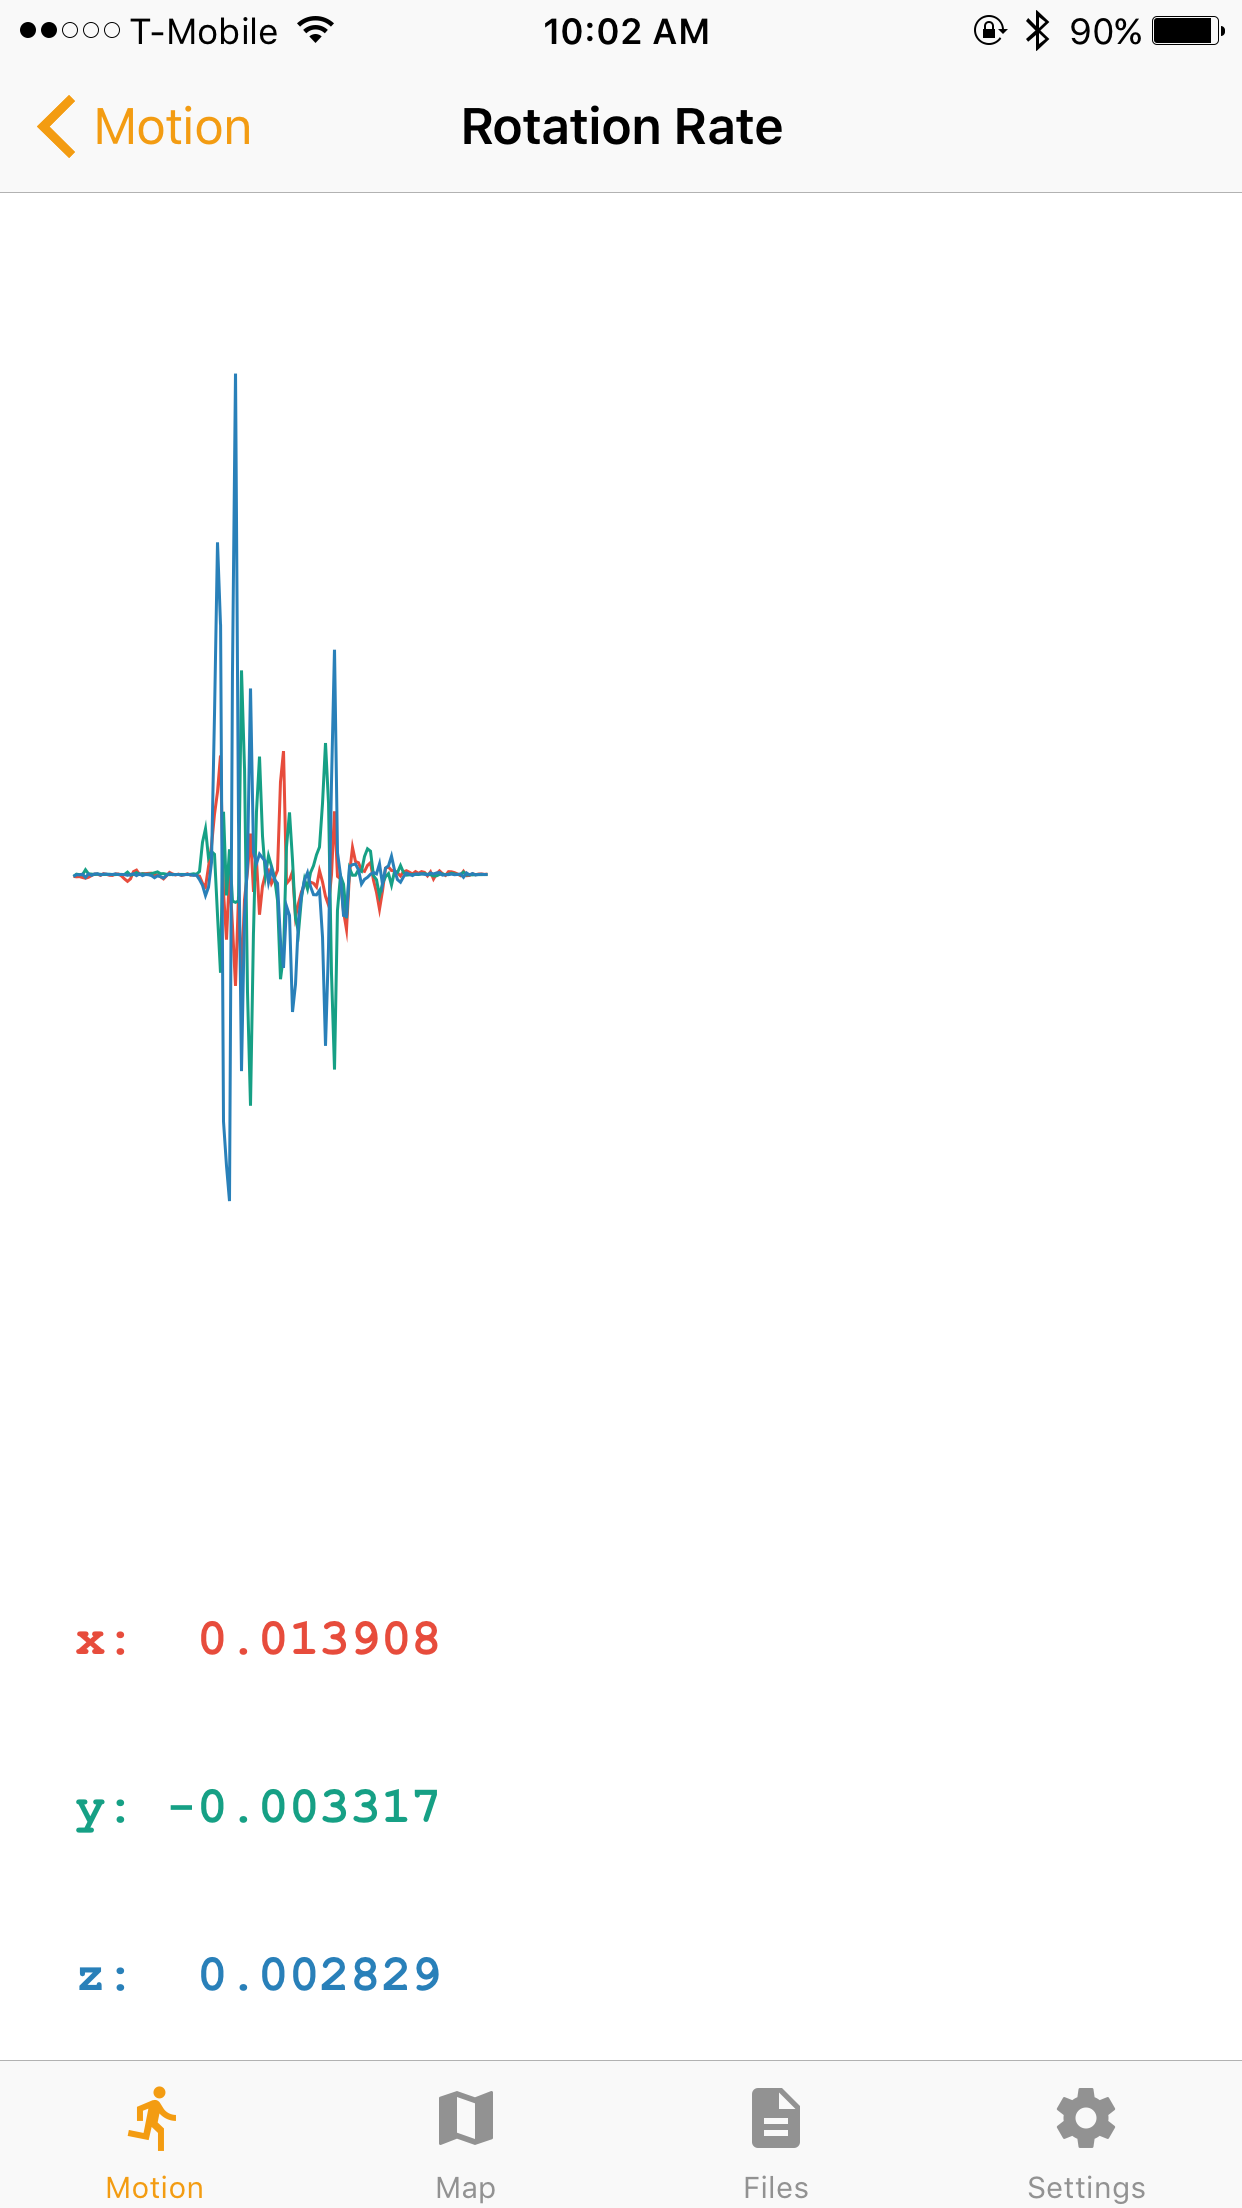 T-Mobile 10:02 AM 90%
Motion Rotation Rate
x: 0.013908
y: -0.003317
z: 0.002829
Motion Map Files Settings